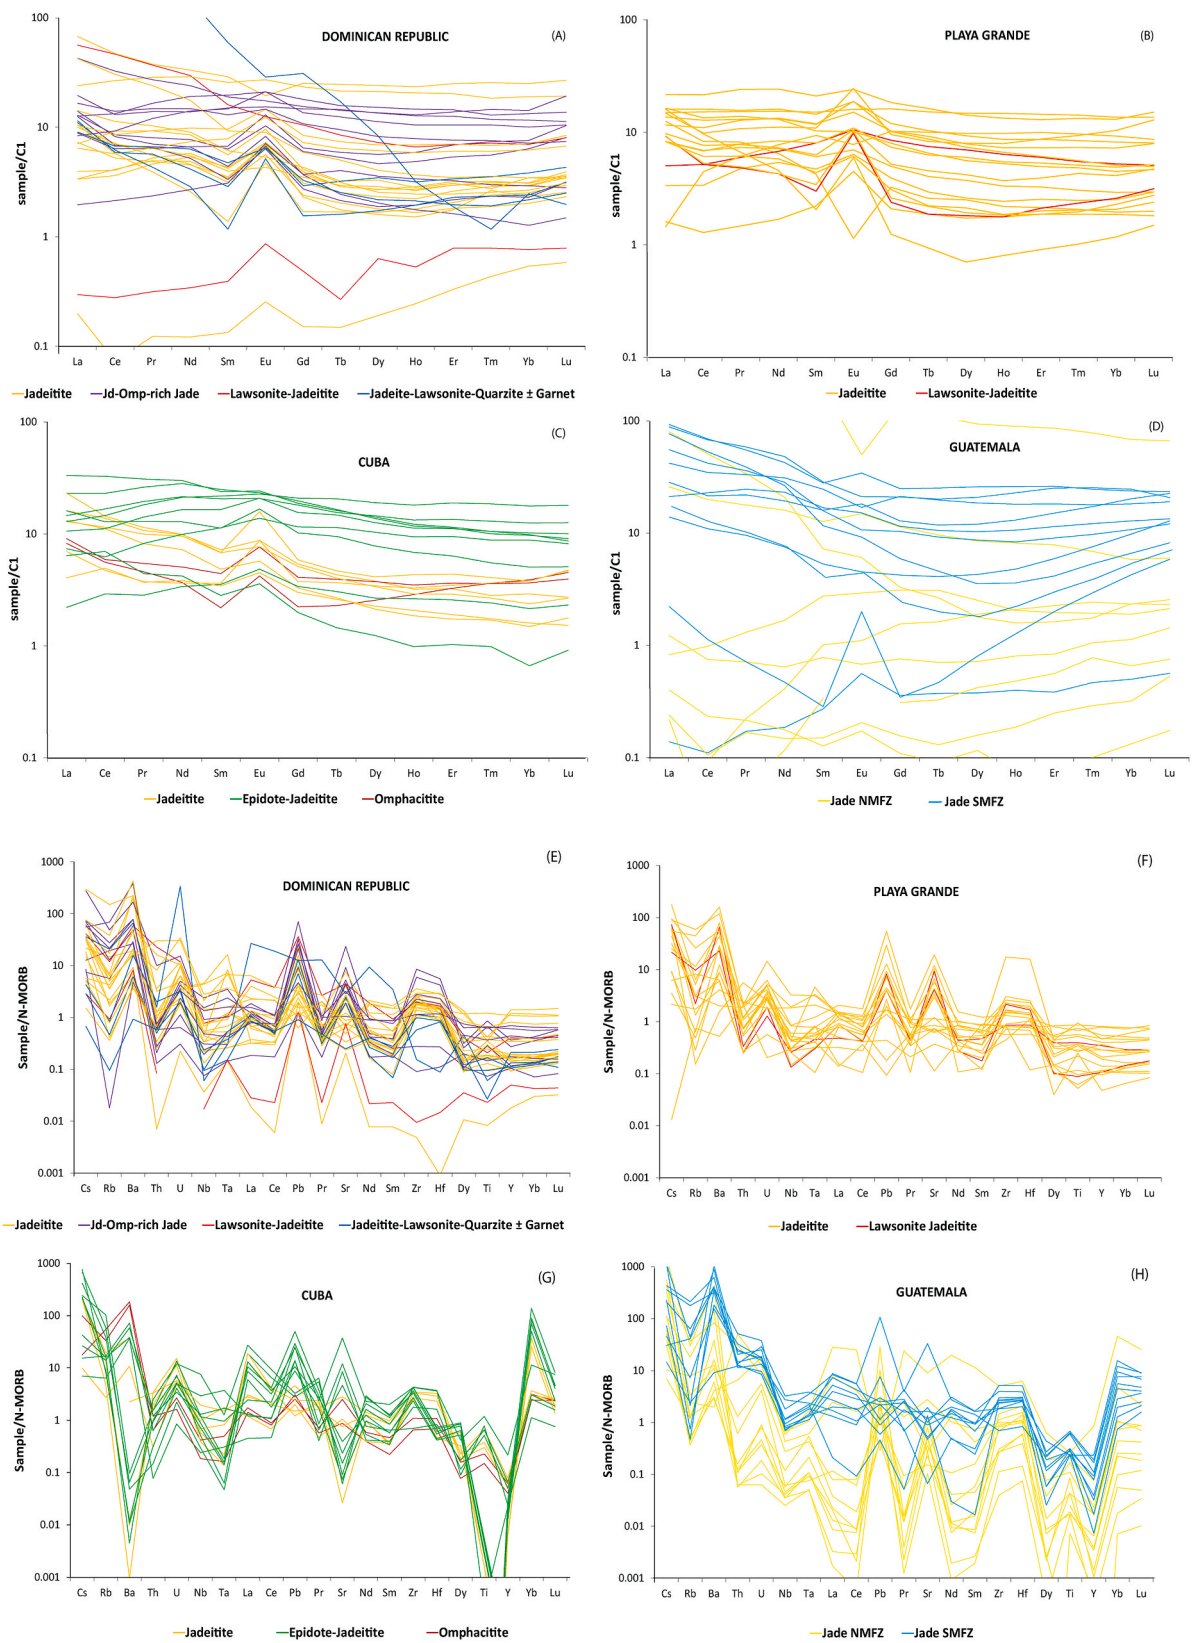 DOMINICAN REPUBLIC (A)
100
10
1
0.1
sample/C1
La Ce Pr Nd Sm Eu Gd Tb Dy Ho Er Tm Yb Lu
Jadeitite Jd-Omp-rich Jade Lawsonite-Jadeitite Jadeite-Lawsonite-Quarzite ± Garnet
PLAYA GRANDE (B)
100
10
1
0.1
sample/C1
La Ce Pr Nd Sm Eu Gd Tb Dy Ho Er Tm Yb Lu
Jadeitite Lawsonite-Jadeitite
CUBA (C)
100
10
1
0.1
sample/C1
La Ce Pr Nd Sm Eu Gd Tb Dy Ho Er Tm Yb Lu
Jadeitite Epidote-Jadeitite Omphacitite
GUATEMALA (D)
100
10
1
0.1
sample/C1
La Ce Pr Nd Sm Eu Gd Tb Dy Ho Er Tm Yb Lu
Jade NMFZ Jade SMFZ
DOMINICAN REPUBLIC (E)
1000
100
10
1
0.1
0.01
0.001
Sample/N-MORB
Cs Rb Ba Th U Nb Ta La Ce Pb Pr Sr Nd Sm Zr Hf Dy Ti Y Yb Lu
Jadeitite Jd-Omp-rich Jade Lawsonite-Jadeitite Jadeitite-Lawsonite-Quarzite ± Garnet
PLAYA GRANDE (F)
1000
100
10
1
0.1
0.01
0.001
Sample/N-MORB
Cs Rb Ba Th U Nb Ta La Ce Pb Pr Sr Nd Sm Zr Hf Dy Ti Y Yb Lu
Jadeitite Lawsonite Jadeitite
CUBA (G)
1000
100
10
1
0.1
0.01
0.001
Sample/N-MORB
Cs Rb Ba Th U Nb Ta La Ce Pb Pr Sr Nd Sm Zr Hf Dy Ti Y Yb Lu
Jadeitite Epidote-Jadeitite Omphacitite
GUATEMALA (H)
1000
100
10
1
0.1
0.01
0.001
Sample/N-MORB
Cs Rb Ba Th U Nb Ta La Ce Pb Pr Sr Nd Sm Zr Hf Dy Ti Y Yb Lu
Jade NMFZ Jade SMFZ